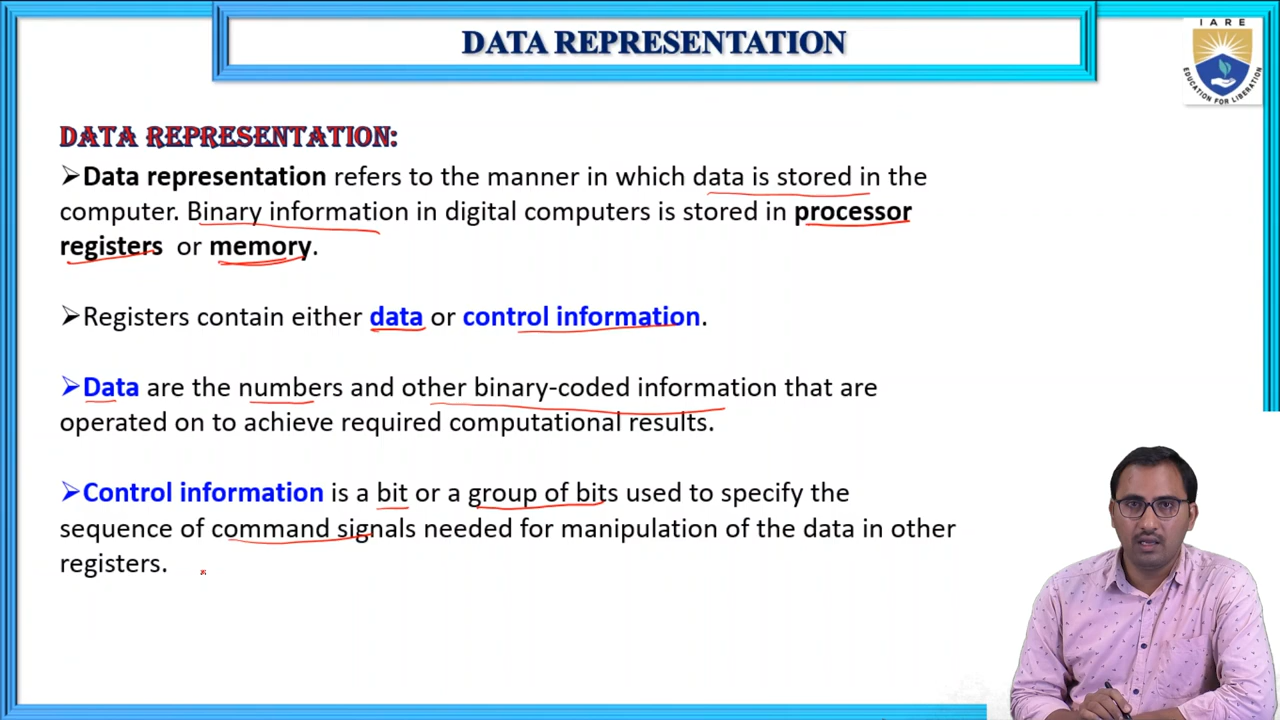 DATA REPRESENTATION
IARE
EDUCATION FOR LIBERATION
DATA REPRESENTATION:
➢Data representation refers to the manner in which data is stored in the
computer. Binary information in digital computers is stored in processor
registers or memory.
➢Registers contain either data or control information.
➢Data are the numbers and other binary-coded information that are
operated on to achieve required computational results.
➢Control information is a bit or a group of bits used to specify the
sequence of command signals needed for manipulation of the data in other
registers.